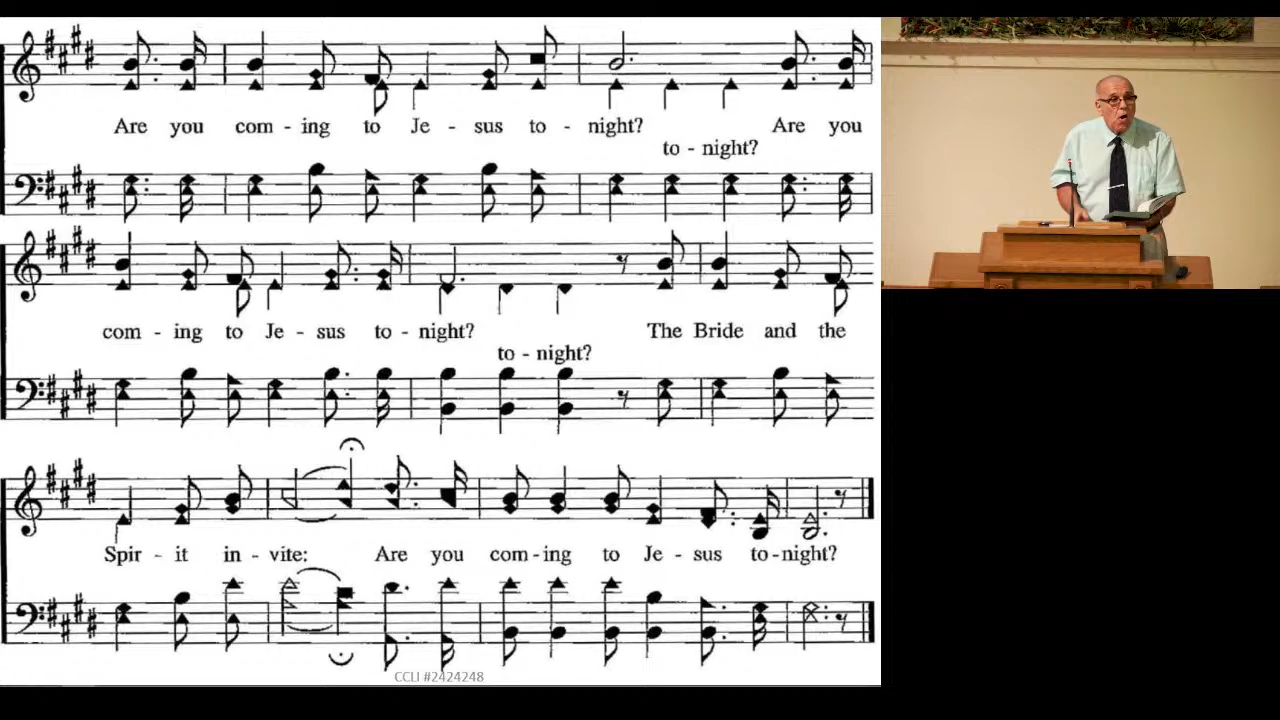 Are you com - ing to Je - sus to - night? Are you
to - night?
com - ing to Je - sus to - night? The Bride and the
to - night?
Spir - it in - vite: Are you com - ing to Je - sus to - night?
CCLI #2424248